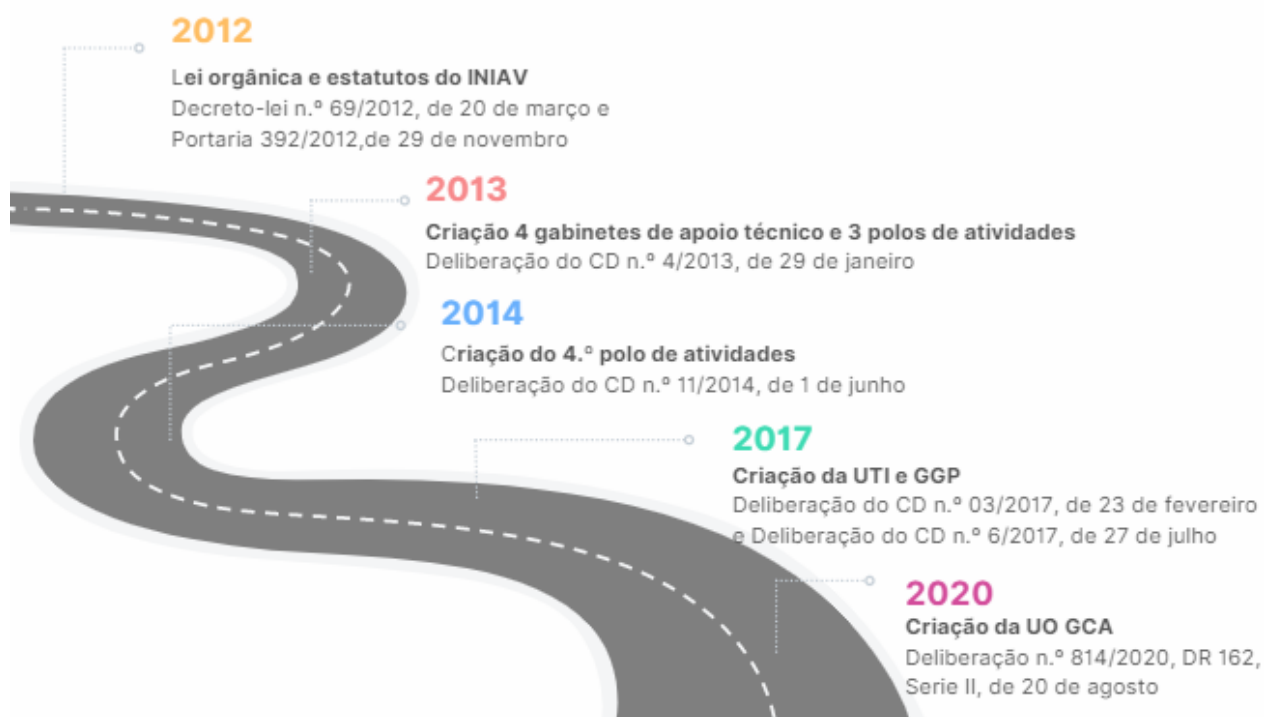 2012
Lei orgânica e estatutos do INIAV
Decreto-lei n.º 69/2012, de 20 de março e
Portaria 392/2012,de 29 de novembro
2013
Criação 4 gabinetes de apoio técnico e 3 polos de atividades
Deliberação do CD n.º 4/2013, de 29 de janeiro
2014
Criação do 4.º polo de atividades
Deliberação do CD n.º 11/2014, de 1 de junho
2017
Criação da UTI e GGP
Deliberação do CD n.º 03/2017, de 23 de fevereiro
e Deliberação do CD n.º 6/2017, de 27 de julho
2020
Criação da UO GCA
Deliberação n.º 814/2020, DR 162,
Serie II, de 20 de agosto